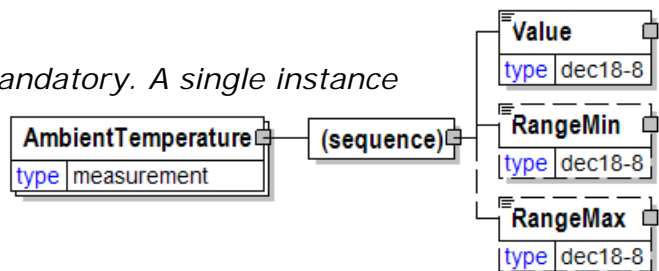 Value
type dec18-8
andatory. A single instance
RangeMin
AmbientTemperature
(sequence)
type dec18-8
type measurement
RangeMax
type dec18-8